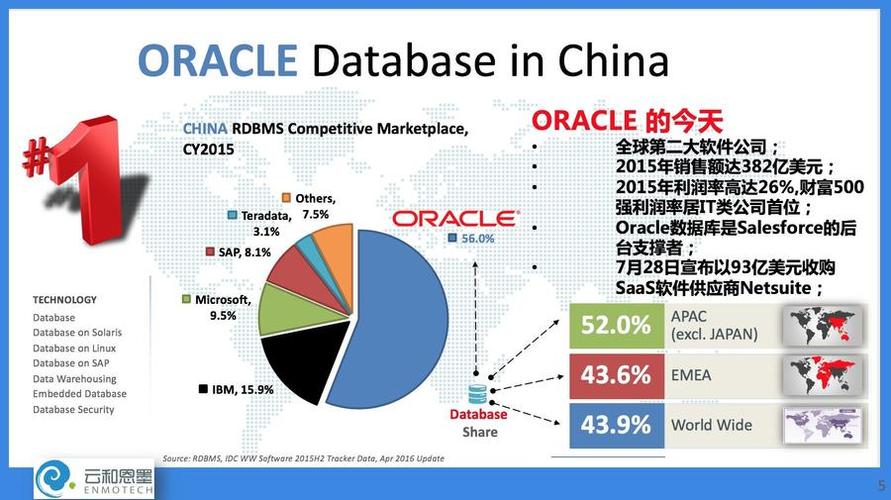 ORACLE Database in China
#1
CHINA RDBMS Competitive Marketplace,
CY2015
Others,
7.5%
Teradata,
3.1%
SAP, 8.1%
Microsoft,
9.5%
IBM, 15.9%
ORACLE®
56.0%
ORACLE 的今天
• 全球第二大软件公司；
• 2015年销售额达382亿美元；
• 2015年利润率高达26%,财富500
强利润率居IT类公司首位；
• Oracle数据库是Salesforce的后
台支撑者；
• 7月28日宣布以93亿美元收购
SaaS软件供应商Netsuite；
TECHNOLOGY
Database
Database on Solaris
Database on Linux
Database on SAP
Data Warehousing
Embedded Database
Database Security
Database
Share
52.0% APAC
(excl. JAPAN)
43.6% EMEA
43.9% World Wide
Source: RDBMS, IDC WW Software 2015H2 Tracker Data, Apr 2016 Update
云和恩墨
ENMOTECH
5